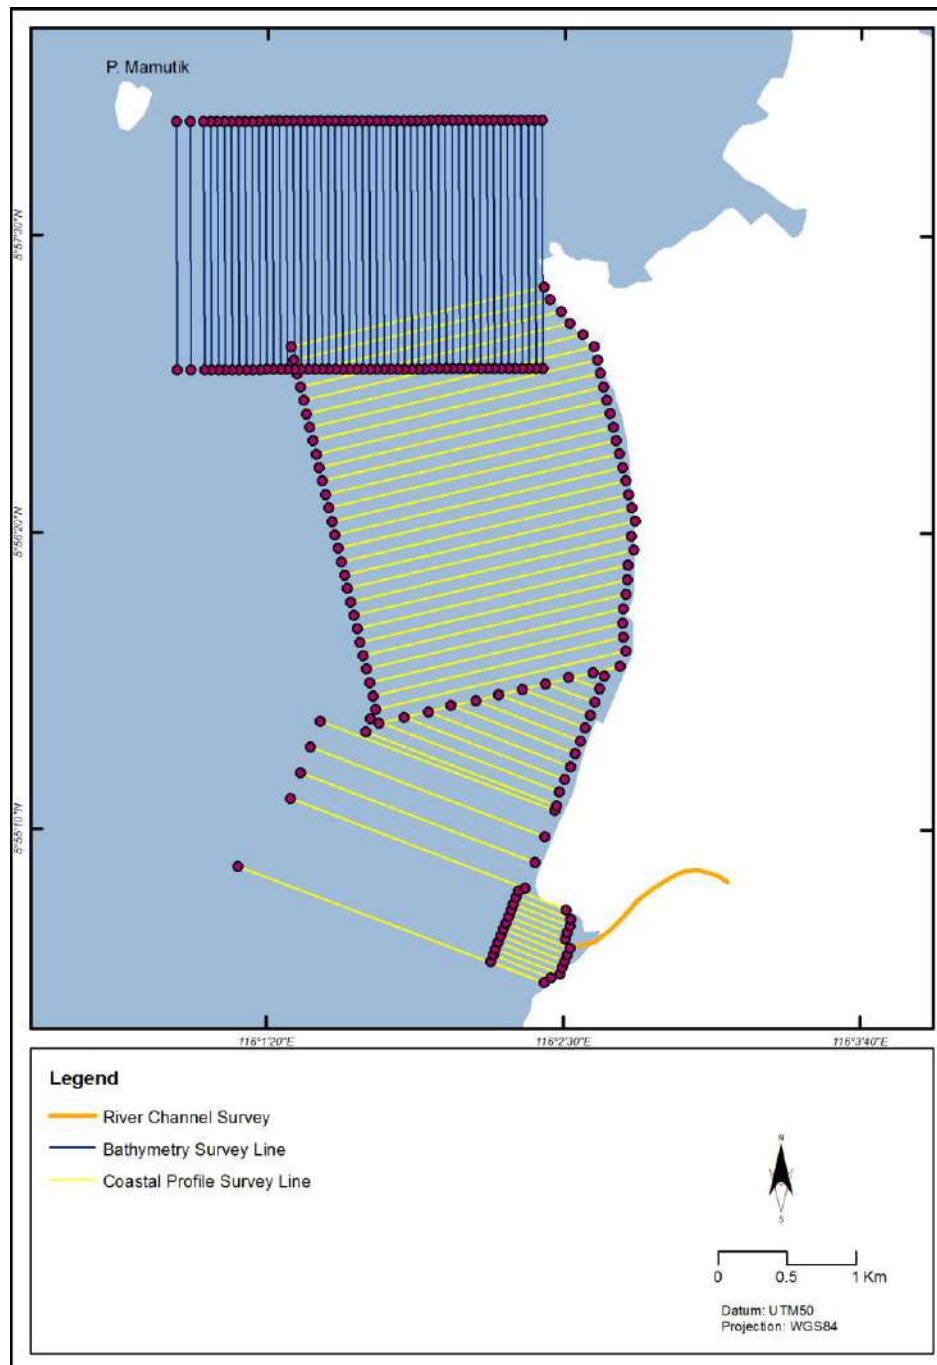 P. Mamutik
5°57'30"N
5°56'20"N
5°55'10"N
116°1'20"E
116°2'30"E
116°3'40"E
Legend
River Channel Survey
Bathymetry Survey Line
Coastal Profile Survey Line
N
S
0 0.5 1 Km
Datum: UTM50
Projection: WGS84